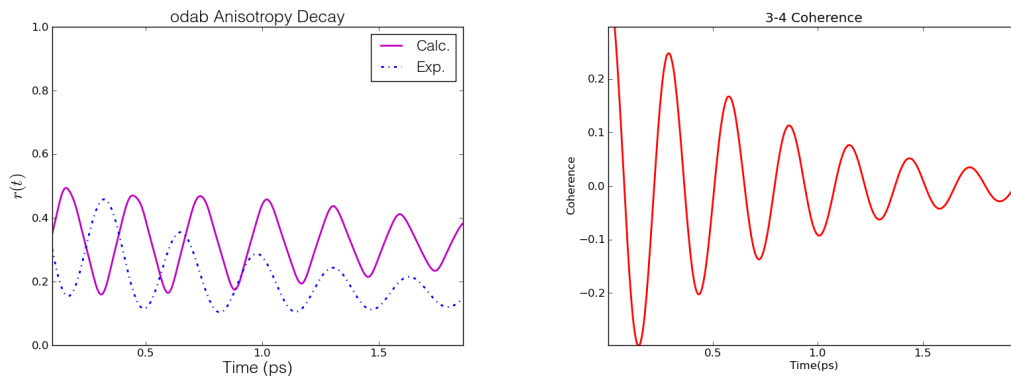 odab Anisotropy Decay
1.0
0.8
0.6
0.4
0.2
0.0
r(t)
0.5
1.0
1.5
Time (ps)
Calc.
Exp.
3-4 Coherence
0.2
0.1
0.0
−0.1
−0.2
Coherence
0.5
1.0
1.5
Time(ps)